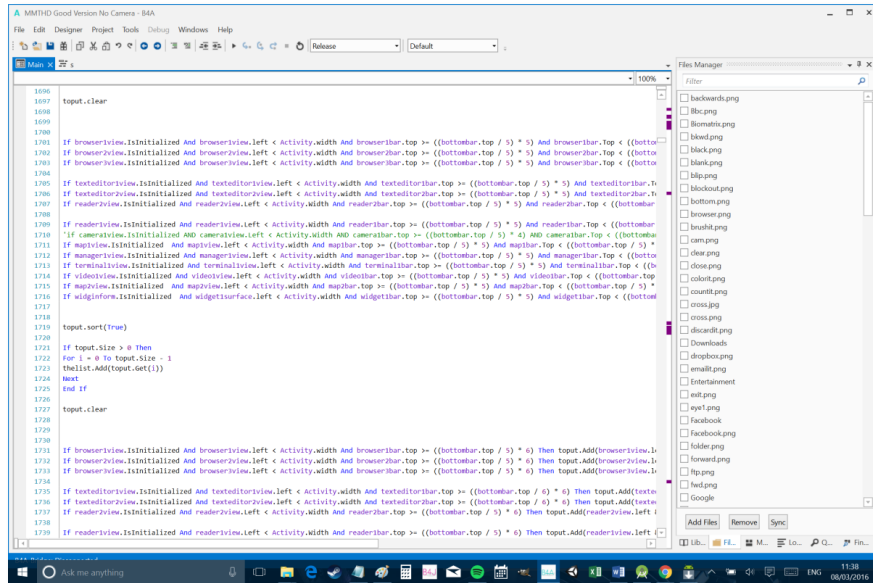 MMTHD Good Version No Camera - B4A
File Edit Designer Project Tools Debug Windows Help
Release Default
Main s
100%
1696
1697 toput.clear
1698
1699
1700
1701 If browser1view.IsInitialized And browser1view.left < Activity.width And browser1bar.top >= ((bottombar.top / 5) * 5) And browser1bar.Top < ((botto
1702 If browser2view.IsInitialized And browser2view.left < Activity.width And browser2bar.top >= ((bottombar.top / 5) * 5) And browser2bar.Top < ((botto
1703 If browser3view.IsInitialized And browser3view.left < Activity.width And browser3bar.top >= ((bottombar.top / 5) * 5) And browser3bar.Top < ((botto
1704
1705 If texteditor1view.IsInitialized And texteditor1view.left < Activity.width And texteditor1bar.top >= ((bottombar.top / 5) * 5) And texteditor1bar.T
1706 If texteditor2view.IsInitialized And texteditor2view.left < Activity.width And texteditor2bar.top >= ((bottombar.top / 5) * 5) And texteditor2bar.T
1707 If reader2view.IsInitialized And reader2view.Left < Activity.Width And reader2bar.top >= ((bottombar.top / 5) * 5) And reader2bar.Top < ((bottombar
1708
1709 If reader1view.IsInitialized And reader1view.left < Activity.width And reader1bar.top >= ((bottombar.top / 5) * 5) And reader1bar.Top < ((bottombar
1710 'if camera1view.IsInitialized AND camera1view.Left < Activity.Width AND camera1bar.top >= ((bottombar.top / 5) * 4) AND camera1bar.Top < ((bottomba
1711 If map1view.IsInitialized And map1view.left < Activity.width And map1bar.top >= ((bottombar.top / 5) * 5) And map1bar.Top < ((bottombar.top / 5) *
1712 If manager1view.IsInitialized And manager1view.left < Activity.width And manager1bar.top >= ((bottombar.top / 5) * 5) And manager1bar.Top < ((botto
1713 If terminal1view.IsInitialized And terminal1view.left < Activity.width And terminal1bar.top >= ((bottombar.top / 5) * 5) And terminal1bar.Top < ((b
1714 If video1view.IsInitialized And video1view.left < Activity.width And video1bar.top >= ((bottombar.top / 5) * 5) And video1bar.Top < ((bottombar.top
1715 If map2view.IsInitialized And map2view.left < Activity.width And map2bar.top >= ((bottombar.top / 5) * 5) And map2bar.Top < ((bottombar.top / 5) *
1716 If widginform.IsInitialized And widget1surface.left < Activity.width And widget1bar.top >= ((bottombar.top / 5) * 5) And widget1bar.Top < ((bottom
1717
1718
1719 toput.sort(True)
1720
1721 If toput.Size > 0 Then
1722 For i = 0 To toput.Size - 1
1723 thelist.Add(toput.Get(i))
1724 Next
1725 End If
1726
1727 toput.clear
1728
1729
1730
1731 If browser1view.IsInitialized And browser1view.left < Activity.width And browser1bar.top >= ((bottombar.top / 5) * 6) Then toput.Add(browser1view.l
1732 If browser2view.IsInitialized And browser2view.left < Activity.width And browser2bar.top >= ((bottombar.top / 5) * 6) Then toput.Add(browser2view.l
1733 If browser3view.IsInitialized And browser3view.left < Activity.width And browser3bar.top >= ((bottombar.top / 5) * 6) Then toput.Add(browser3view.l
1734
1735 If texteditor1view.IsInitialized And texteditor1view.left < Activity.width And texteditor1bar.top >= ((bottombar.top / 6) * 6) Then toput.Add(texte
1736 If texteditor2view.IsInitialized And texteditor2view.left < Activity.width And texteditor2bar.top >= ((bottombar.top / 5) * 6) Then toput.Add(texte
1737 If reader2view.IsInitialized And reader2view.Left < Activity.Width And reader2bar.top >= ((bottombar.top / 5) * 6) Then toput.Add(reader2view.left
1738
1739 If reader1view.IsInitialized And reader1view.left < Activity.width And reader1bar.top >= ((bottombar.top / 5) * 6) Then toput.Add(reader1view.left
Files Manager
Filter
backwards.png
Bbc.png
Biomatrix.png
bkwd.png
black.png
blank.png
blip.png
blockout.png
bottom.png
browser.png
brushit.png
cam.png
clear.png
close.png
colorit.png
countit.png
cross.jpg
cross.png
discardit.png
Downloads
dropbox.png
emailit.png
Entertainment
exit.png
eye1.png
Facebook
Facebook.png
folder.png
forward.png
ftp.png
fwd.png
Google
Add Files Remove Sync
Lib... Fil... M... Lo... Q... Fin...
Ask me anything
B4J
B4A
ENG
11:38
08/03/2016